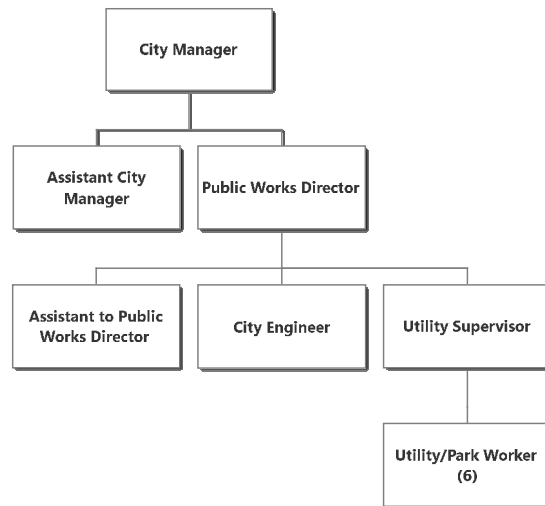 City Manager
Assistant City
Manager
Public Works Director
Assistant to Public
Works Director
City Engineer
Utility Supervisor
Utility/Park Worker
(6)